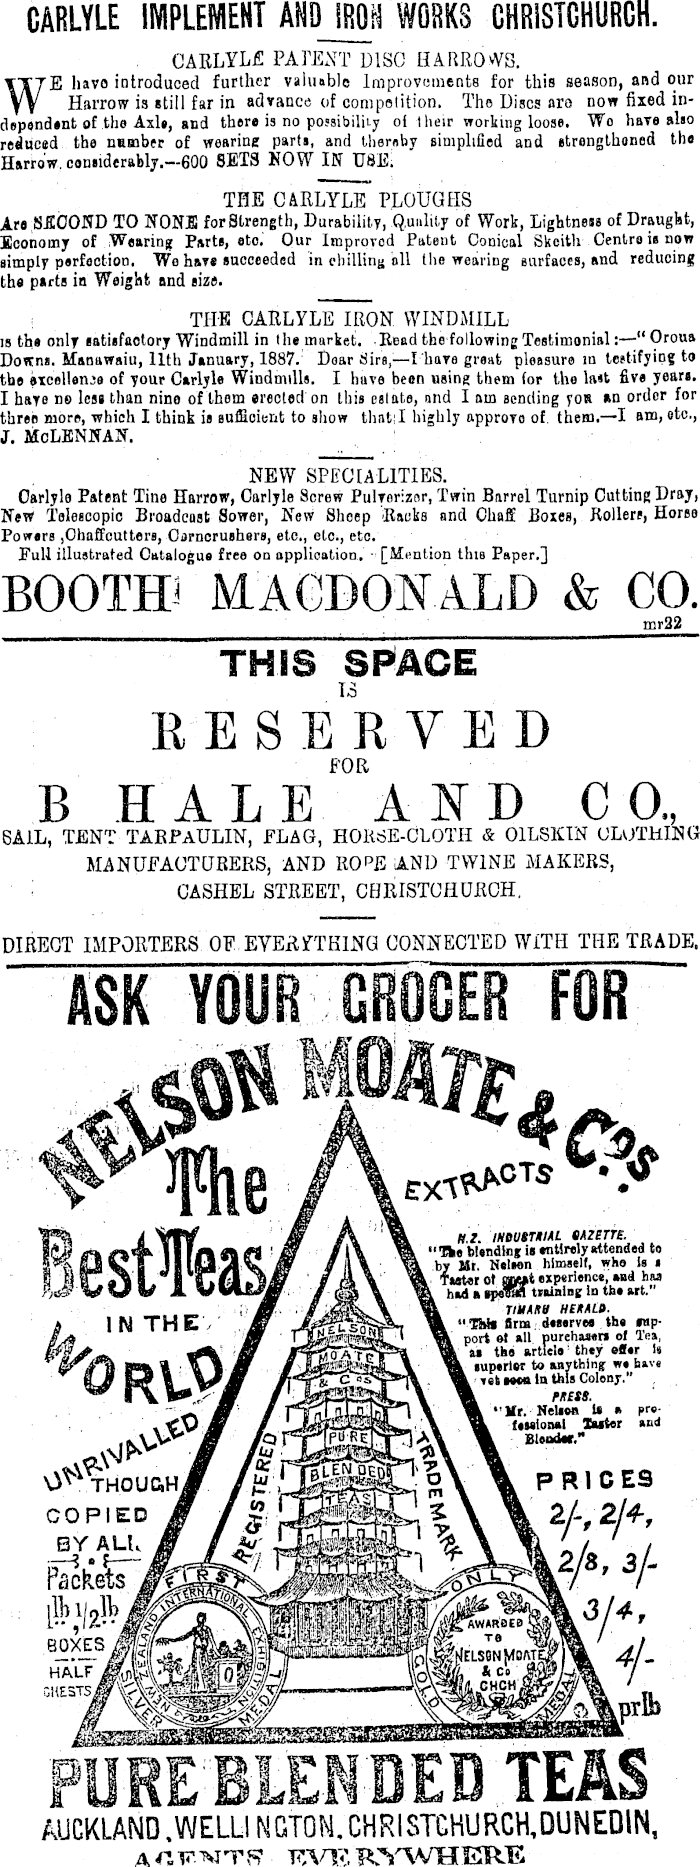 CARLYLE IMPLEMENT AND IRON WORKS CHRISTCHURCH.
CARLYLE PATENT DISC HARROWS.
WE have introduced further valuable Improvements for this season, and our
Harrow is still far in advance of competition. The Discs are now fixed in-
dependent of the Axle, and there is no possibility of their working loose. We have also
reduced the number of wearing parts, and thereby simplified and strengthened the
Harrow considerably.--600 SETS NOW IN USE.
THE CARLYLE PLOUGHS
Are SECOND TO NONE for Strength, Durability, Quality of Work, Lightness of Draught,
Economy of Wearing Parts, etc. Our Improved Patent Conical Skeith Centre is now
simply perfection. We have succeeded in chilling all the wearing surfaces, and reducing
the parts in Weight and size.
THE CARLYLE IRON WINDMILL
is the only satisfactory Windmill in the market. Read the following Testimonial:—"Oroua
Downs. Manawatu, 11th January, 1887. Dear Sirs,—I have great pleasure in testifying to
the excellence of your Carlyle Windmills. I have been using them for the last five years.
I have no less than nine of them erected on this estate, and I am sending you an order for
three more, which I think is sufficient to show that I highly approve of them.—I am, etc.,
J. McLENNAN.
NEW SPECIALITIES.
Carlyle Patent Tine Harrow, Carlyle Screw Pulverizer, Twin Barrel Turnip Cutting Dray,
New Telescopic Broadcast Sower, New Sheep Racks and Chaff Boxes, Rollers, Horse
Powers ,Chaffcutters, Corncrushers, etc., etc., etc.
Full illustrated Catalogue free on application. [Mention this Paper.]
BOOTH MACDONALD & CO.
mr22
THIS SPACE
IS
RESERVED
FOR
B HALE AND CO.,
SAIL, TENT TARPAULIN, FLAG, HORSE-CLOTH & OILSKIN CLOTHING
MANUFACTURERS, AND ROPE AND TWINE MAKERS,
CASHEL STREET, CHRISTCHURCH.
DIRECT IMPORTERS OF EVERYTHING CONNECTED WITH THE TRADE.
ASK YOUR GROCER FOR
NELSON MOATE & Co's.
The
Best Teas
IN THE
WORLD
UNRIVALLED
THOUGH
COPIED
BY ALL
Packets
1lb, 1/2lb
BOXES
HALF
CHESTS
EXTRACTS
N.Z. INDUSTRIAL GAZETTE.
"The blending is entirely attended to
by Mr. Nelson himself, who is a
Taster of great experience, and has
had a special training in the art."
TIMARU HERALD.
"This firm deserves the sup-
port of all purchasers of Tea,
as the article they offer is
superior to anything we have
yet seen in this Colony."
PRESS.
"Mr. Nelson is a pro-
fessional Taster and
Blender."
PRICES
2/-, 2/4,
2/8, 3/-
3/4,
4/-
pr lb
NELSON
MOATE
& Cos
PURE
BLENDED
TEAS
REGISTERED
TRADEMARK
FIRST
SILVER MEDAL
NEW ZEALAND INTERNATIONAL EXHIBITION
ONLY
GOLD MEDAL
AWARDED
TO
NELSON MOATE
& Co
CHCH
PURE BLENDED TEAS
AUCKLAND, WELLINGTON, CHRISTCHURCH, DUNEDIN,
AGENTS EVERYWHERE